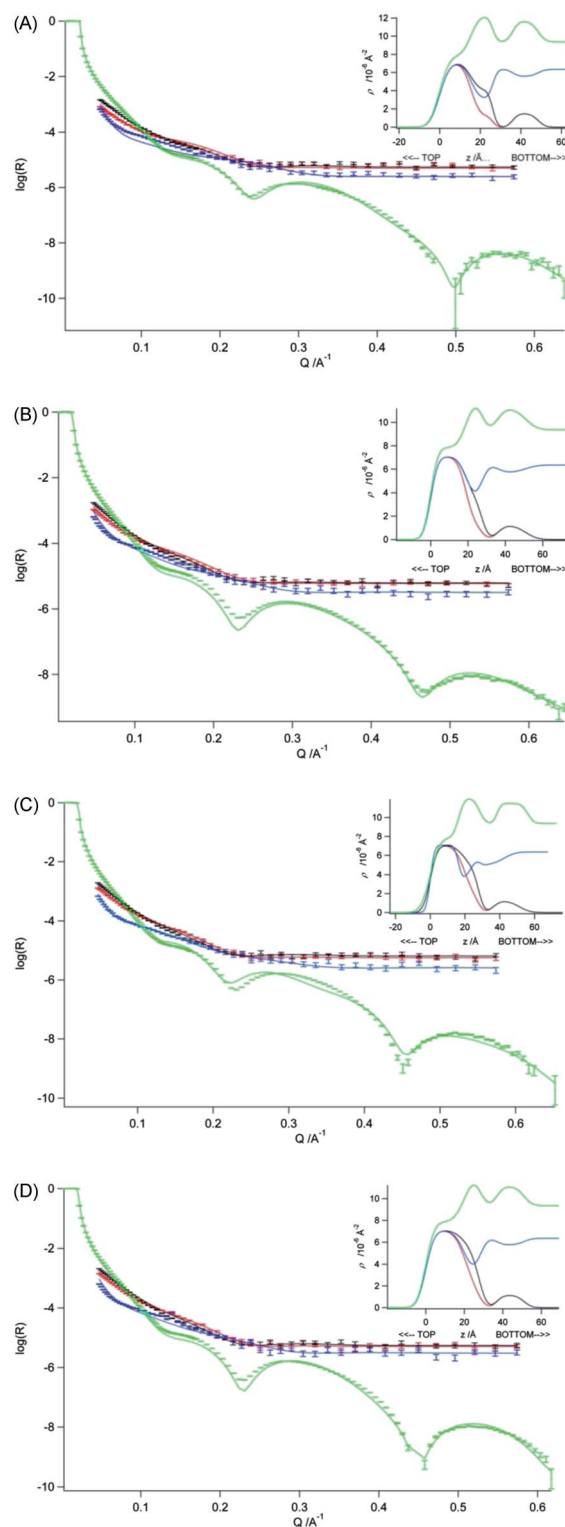 (A)
0
-2
-4
-6
-8
-10
log(R)
0.1 0.2 0.3 0.4 0.5 0.6
Q /A⁻¹
12
10
8
6
4
2
0
ρ /10⁻⁶ Å⁻²
-20 0 20 40 60
<<-- TOP z /Å... BOTTOM-->>
(B)
0
-2
-4
-6
-8
log(R)
0.1 0.2 0.3 0.4 0.5 0.6
Q /A⁻¹
10
8
6
4
2
0
ρ /10⁻⁶ Å⁻²
0 20 40 60
<<-- TOP z /Å BOTTOM-->>
(C)
0
-2
-4
-6
-8
-10
log(R)
0.1 0.2 0.3 0.4 0.5 0.6
Q /A⁻¹
10
8
6
4
2
0
ρ /10⁻⁶ Å⁻²
-20 0 20 40 60
<<-- TOP z /Å BOTTOM-->>
(D)
0
-2
-4
-6
-8
-10
log(R)
0.1 0.2 0.3 0.4 0.5 0.6
Q /A⁻¹
10
8
6
4
2
0
ρ /10⁻⁶ Å⁻²
0 20 40 60
<<-- TOP z /Å BOTTOM-->>